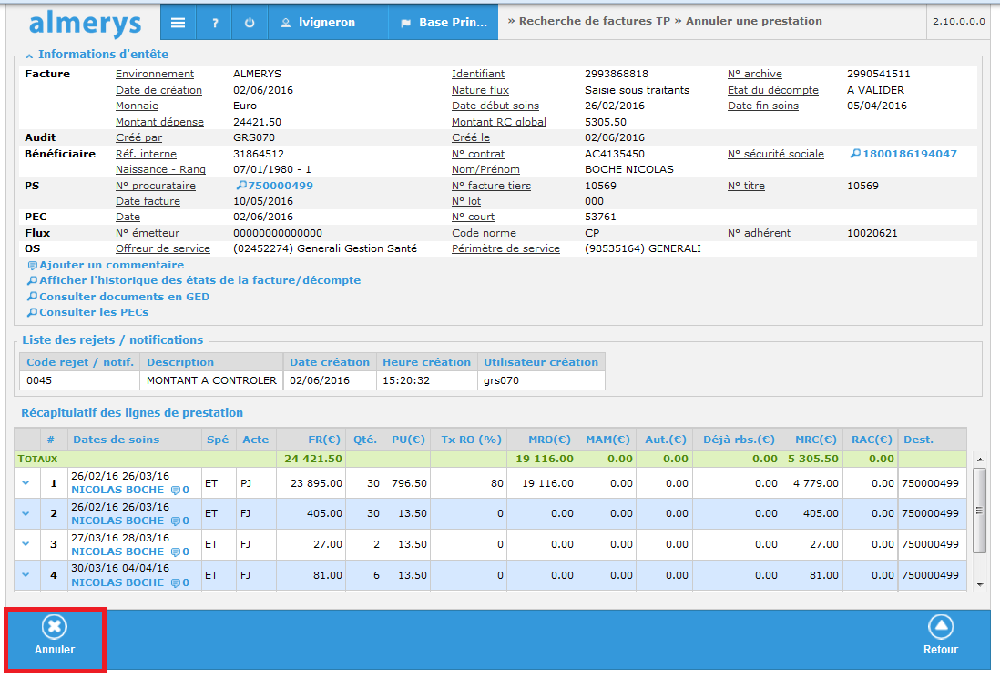 almerys ? lvigneron Base Prin... » Recherche de factures TP » Annuler une prestation 2.10.0.0.0
Informations d'entête
Facture Environnement ALMERYS Identifiant 2993868818 N° archive 2990541511
Date de création 02/06/2016 Nature flux Saisie sous traitants Etat du décompte A VALIDER
Monnaie Euro Date début soins 26/02/2016 Date fin soins 05/04/2016
Montant dépense 24421.50 Montant RC global 5305.50
Audit Créé par GRS070 Créé le 02/06/2016
Bénéficiaire Réf. interne 31864512 N° contrat AC4135450 N° sécurité sociale 1800186194047
Naissance - Rang 07/01/1980 - 1 Nom/Prénom BOCHE NICOLAS
PS N° procurataire 750000499 N° facture tiers 10569 N° titre 10569
Date facture 10/05/2016 N° lot 000
PEC Date 02/06/2016 N° court 53761
Flux N° émetteur 00000000000000 Code norme CP N° adhérent 10020621
OS Offreur de service (02452274) Generali Gestion Santé Périmètre de service (98535164) GENERALI
Ajouter un commentaire
Afficher l'historique des états de la facture/décompte
Consulter documents en GED
Consulter les PECs
Liste des rejets / notifications
Code rejet / notif. Description Date création Heure création Utilisateur création
0045 MONTANT A CONTROLER 02/06/2016 15:20:32 grs070
Récapitulatif des lignes de prestation
# Dates de soins Spé Acte FR(€) Qté. PU(€) Tx RO (%) MRO(€) MAM(€) Aut.(€) Déjà rbs.(€) MRC(€) RAC(€) Dest.
TOTAUX 24 421.50 19 116.00 0.00 0.00 0.00 5 305.50 0.00
1 26/02/16 26/03/16 ET PJ 23 895.00 30 796.50 80 19 116.00 0.00 0.00 0.00 4 779.00 0.00 750000499
NICOLAS BOCHE 0
2 26/02/16 26/03/16 ET FJ 405.00 30 13.50 0 0.00 0.00 0.00 0.00 405.00 0.00 750000499
NICOLAS BOCHE 0
3 27/03/16 28/03/16 ET FJ 27.00 2 13.50 0 0.00 0.00 0.00 0.00 27.00 0.00 750000499
NICOLAS BOCHE 0
4 30/03/16 04/04/16 ET FJ 81.00 6 13.50 0 0.00 0.00 0.00 0.00 81.00 0.00 750000499
NICOLAS BOCHE 0
Annuler Retour